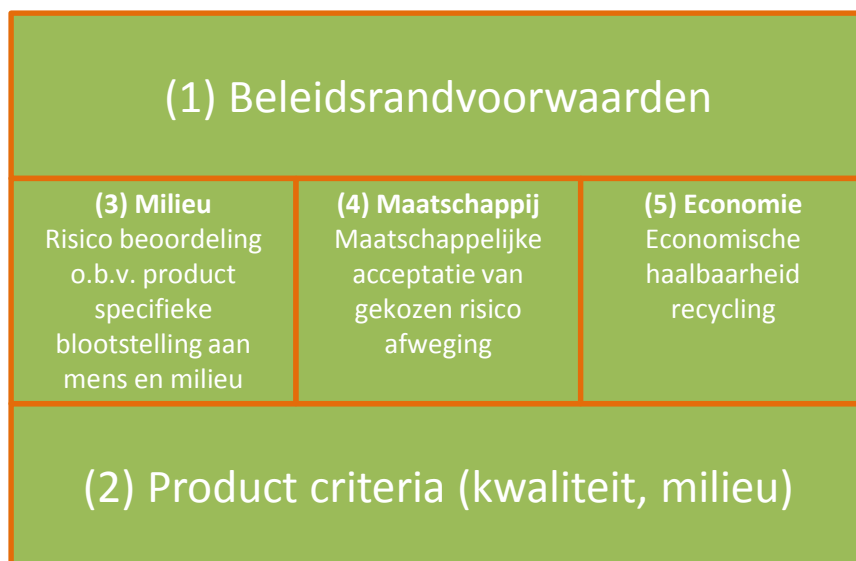 (1) Beleidsrandvoorwaarden
(3) Milieu
Risico beoordeling
o.b.v. product
specifieke
blootstelling aan
mens en milieu
(4) Maatschappij
Maatschappelijke
acceptatie van
gekozen risico
afweging
(5) Economie
Economische
haalbaarheid
recycling
(2) Product criteria (kwaliteit, milieu)